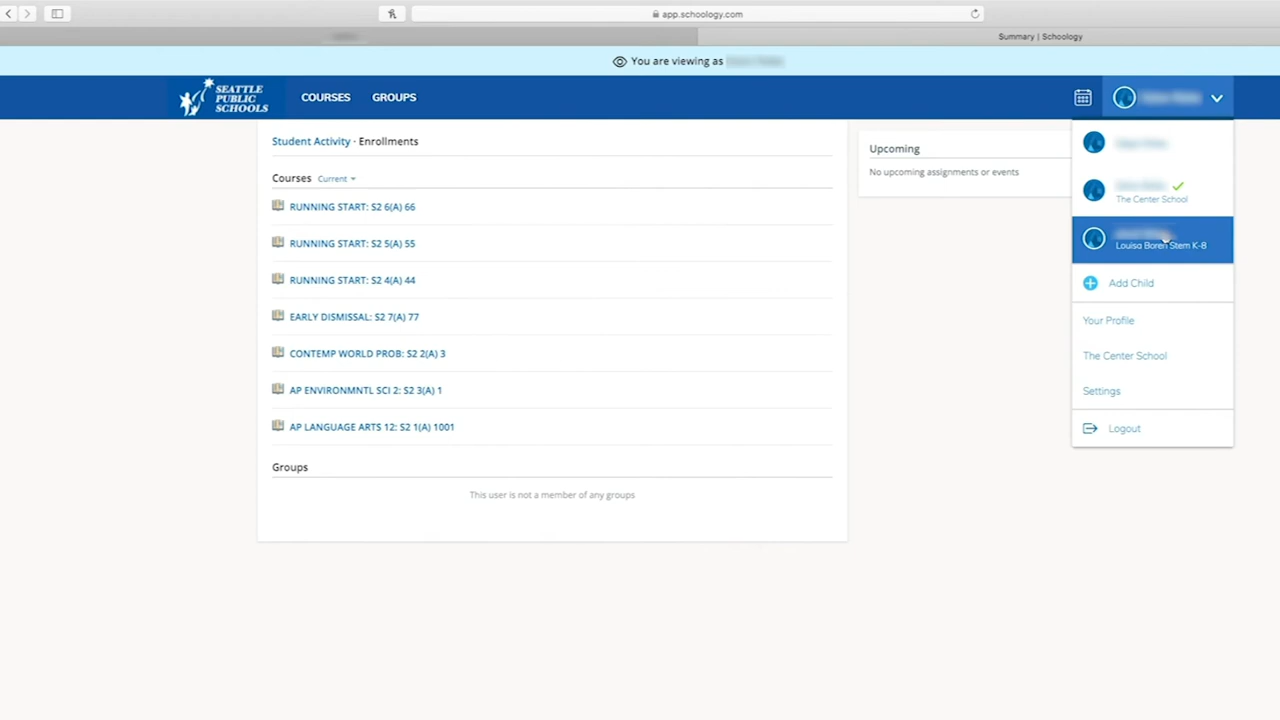 app.schoology.com
Summary | Schoology
You are viewing as
SEATTLE
PUBLIC
SCHOOLS
COURSES
GROUPS
Student Activity · Enrollments
Courses Current
RUNNING START: S2 6(A) 66
RUNNING START: S2 5(A) 55
RUNNING START: S2 4(A) 44
EARLY DISMISSAL: S2 7(A) 77
CONTEMP WORLD PROB: S2 2(A) 3
AP ENVIRONMNTL SCI 2: S2 3(A) 1
AP LANGUAGE ARTS 12: S2 1(A) 1001
Groups
This user is not a member of any groups
Upcoming
No upcoming assignments or events
The Center School
Louisa Boren Stem K-8
Add Child
Your Profile
The Center School
Settings
Logout